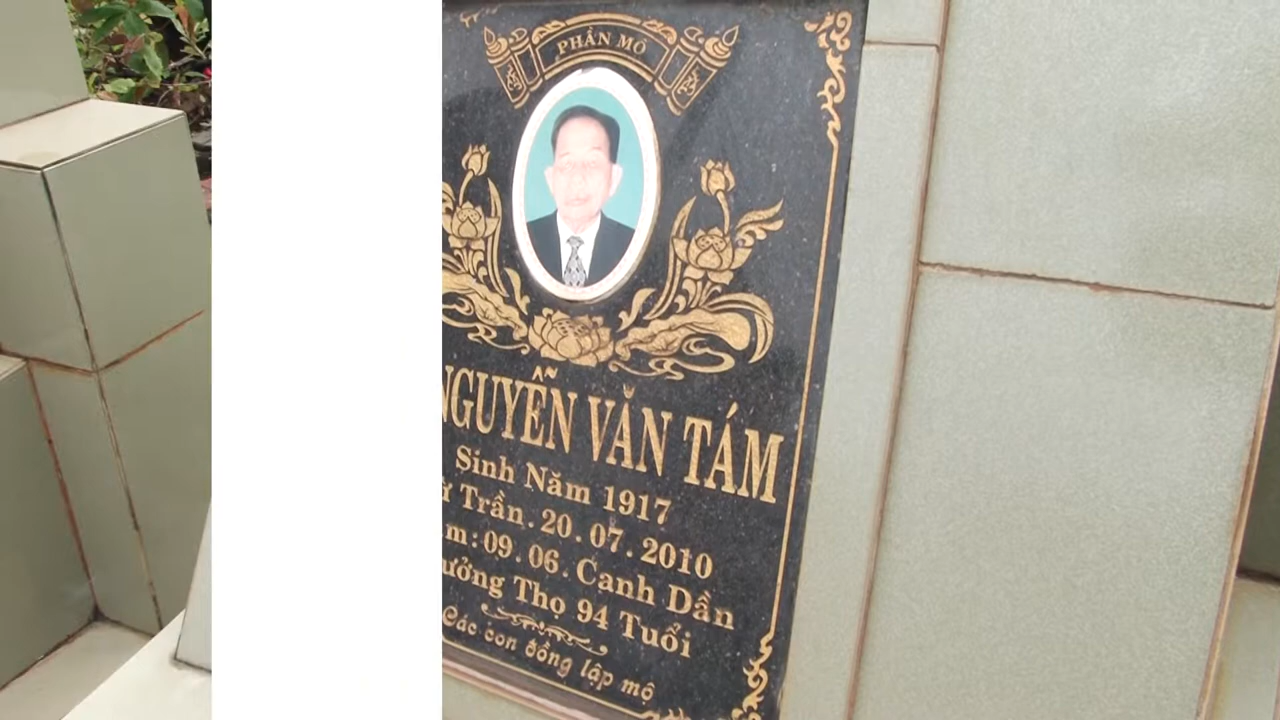 PHẦN MỘ
NGUYỄN VĂN TÁM
Sinh Năm 1917
Trần. 20. 07. 2010
09. 06. Canh Dần
Thọ 94 Tuổi
Các con đồng lập mộ